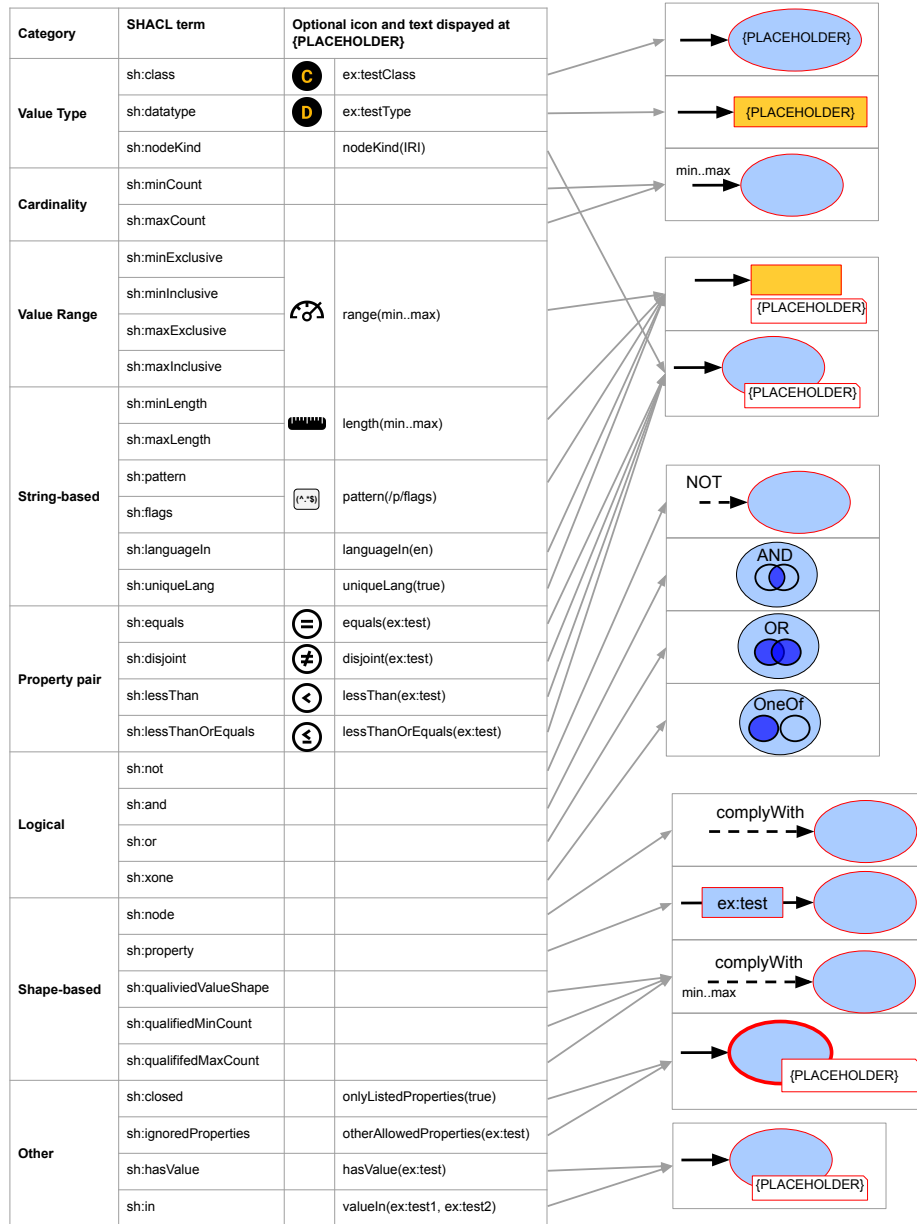 Category SHACL term Optional icon and text dispayed at
{PLACEHOLDER}
Value Type
sh:class C ex:testClass
sh:datatype D ex:testType
sh:nodeKind nodeKind(IRI)
Cardinality
sh:minCount
sh:maxCount
Value Range
sh:minExclusive
sh:minInclusive
sh:maxExclusive
sh:maxInclusive
range(min..max)
String-based
sh:minLength
sh:maxLength
length(min..max)
sh:pattern
sh:flags
(^.*$) pattern(/p/flags)
sh:languageIn languageIn(en)
sh:uniqueLang uniqueLang(true)
Property pair
sh:equals = equals(ex:test)
sh:disjoint ≠ disjoint(ex:test)
sh:lessThan < lessThan(ex:test)
sh:lessThanOrEquals ≤ lessThanOrEquals(ex:test)
Logical
sh:not
sh:and
sh:or
sh:xone
Shape-based
sh:node
sh:property
sh:qualiviedValueShape
sh:qualifiedMinCount
sh:qualififedMaxCount
Other
sh:closed onlyListedProperties(true)
sh:ignoredProperties otherAllowedProperties(ex:test)
sh:hasValue hasValue(ex:test)
sh:in valueIn(ex:test1, ex:test2)
{PLACEHOLDER}
{PLACEHOLDER}
min..max
{PLACEHOLDER}
{PLACEHOLDER}
NOT
AND
OR
OneOf
complyWith
ex:test
complyWith
min..max
{PLACEHOLDER}
{PLACEHOLDER}